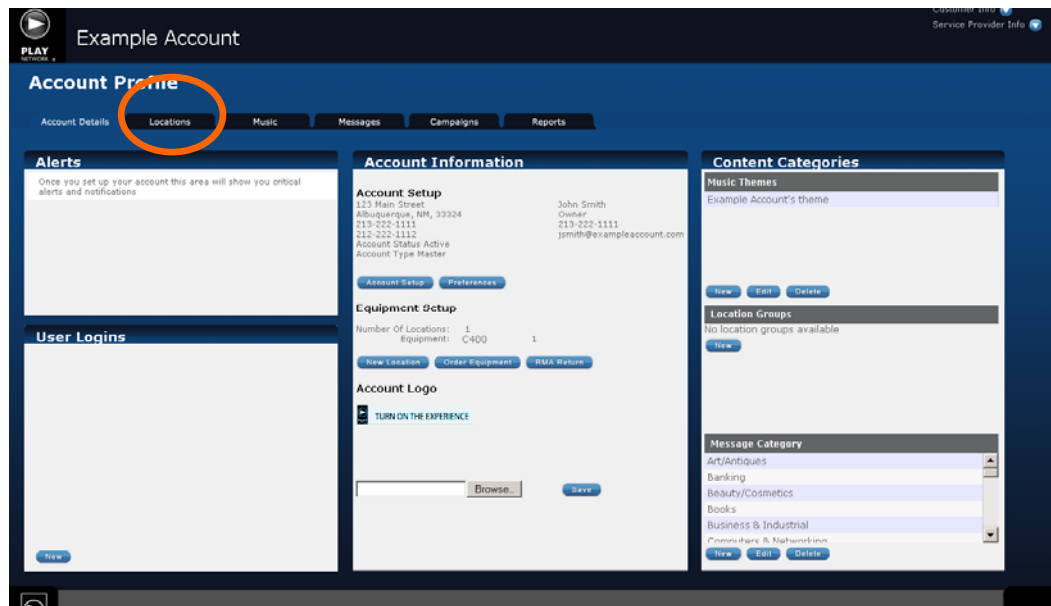 Customer Info
Service Provider Info
PLAY
NETWORK
Example Account
Account Profile
Account Details
Locations
Music
Messages
Campaigns
Reports
Alerts
Once you set up your account this area will show you critical
alerts and notifications
User Logins
New
Account Information
Account Setup
123 Main Street
Albuquerque, NM, 33324
213-222-1111
212-222-1112
Account Status Active
Account Type Master
John Smith
Owner
213-222-1111
jsmith@exampleaccount.com
Account Setup
Preferences
Equipment Setup
Number Of Locations: 1
Equipment: C400 1
New Location
Order Equipment
RMA Return
Account Logo
TURN ON THE EXPERIENCE
Browse..
Save
Content Categories
Music Themes
Example Account's theme
New
Edit
Delete
Location Groups
No location groups available
New
Message Category
Art/Antiques
Banking
Beauty/Cosmetics
Books
Business & Industrial
Computers & Networking
New
Edit
Delete